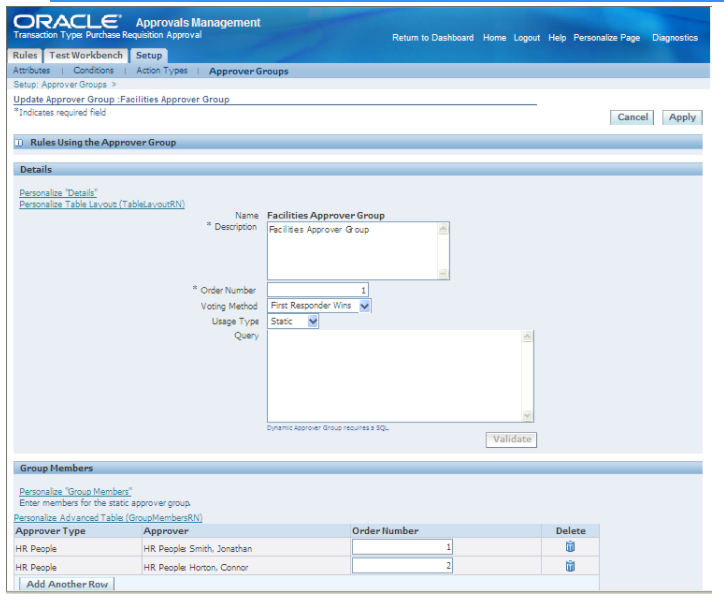 ORACLE® Approvals Management
Transaction Type: Purchase Requisition Approval
Return to Dashboard Home Logout Help Personalize Page Diagnostics
Rules Test Workbench Setup
Attributes | Conditions | Action Types | Approver Groups
Setup: Approver Groups >
Update Approver Group :Facilities Approver Group
*Indicates required field
Cancel Apply
Rules Using the Approver Group
Details
Personalize "Details"
Personalize Table Layout: (TableLayoutRN)
Name Facilities Approver Group
* Description Facilities Approver Group
* Order Number 1
Voting Method First Responder Wins
Usage Type Static
Query
Dynamic Approver Group requires a SQL.
Validate
Group Members
Personalize "Group Members"
Enter members for the static approver group.
Personalize Advanced Table: (GroupMembersRN)
Approver Type Approver Order Number Delete
HR People HR People: Smith, Jonathan 1
HR People HR People: Horton, Connor 2
Add Another Row